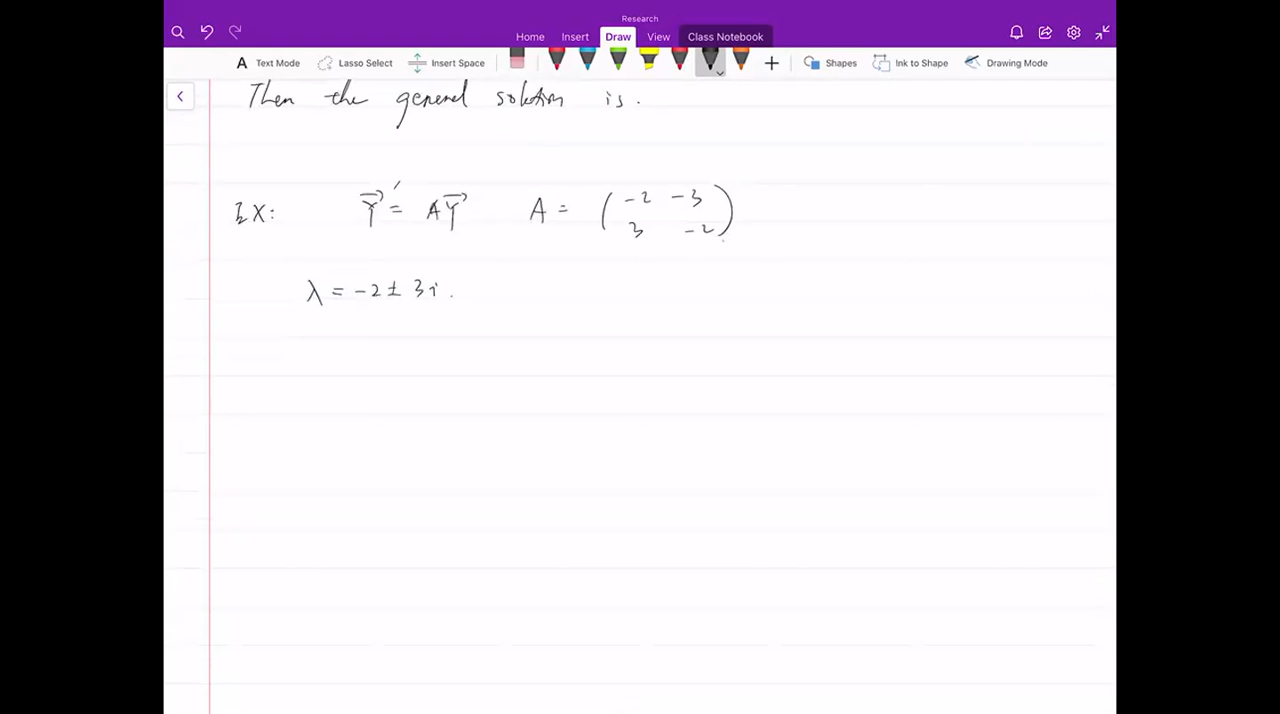 Research
Home Insert Draw View Class Notebook
A Text Mode Lasso Select Insert Space Shapes Ink to Shape Drawing Mode
Then the general solution is.
EX: Y⃗' = AY⃗ A = ( -2 -3
3 -2 )
λ = -2 ± 3i.